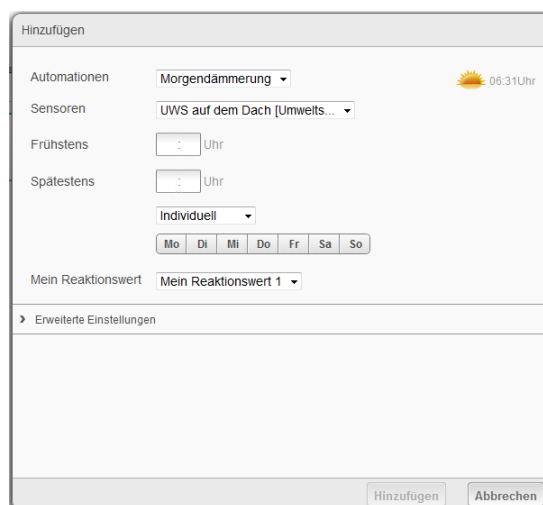 Hinzufügen
Automationen Morgendämmerung 06:31Uhr
Sensoren UWS auf dem Dach [Umwelts...
Frühstens : Uhr
Spätestens : Uhr
Individuell
Mo Di Mi Do Fr Sa So
Mein Reaktionswert Mein Reaktionswert 1
Erweiterte Einstellungen
Hinzufügen Abbrechen